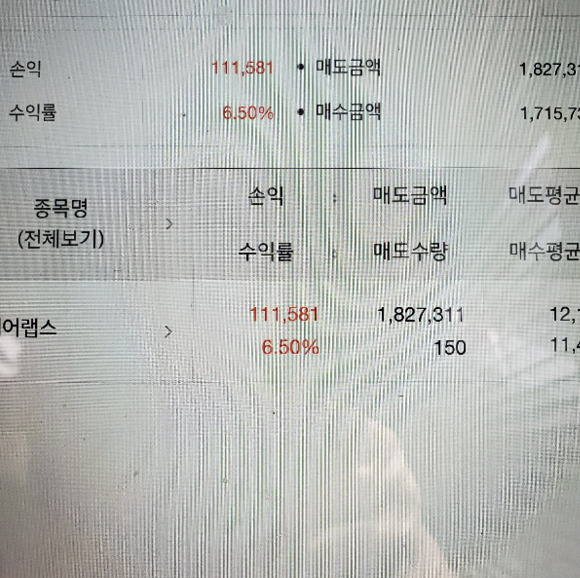 손익 111,581 • 매도금액 1,827,31
수익률 6.50% • 매수금액 1,715,73
종목명
(전체보기)
손익 매도금액 매도평균
수익률 매도수량 매수평균
어랩스 111,581 1,827,311 12,1
6.50% 150 11,4